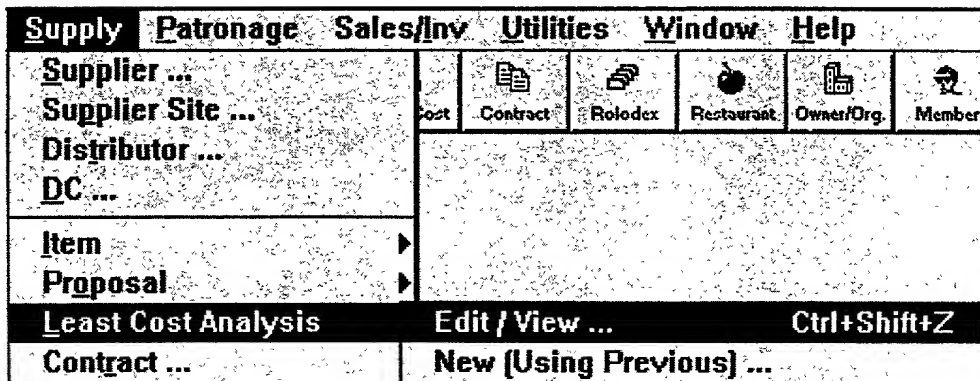 Supply Patronage Sales/Inv Utilities Window Help
Supplier ...
Supplier Site ...
Distributor ...
DC ...
Cost Contract Rolodex Restaurant Owner/Org. Member
Item
Proposal
Least Cost Analysis Edit / View ... Ctrl+Shift+Z
Contract ... New (Using Previous) ...